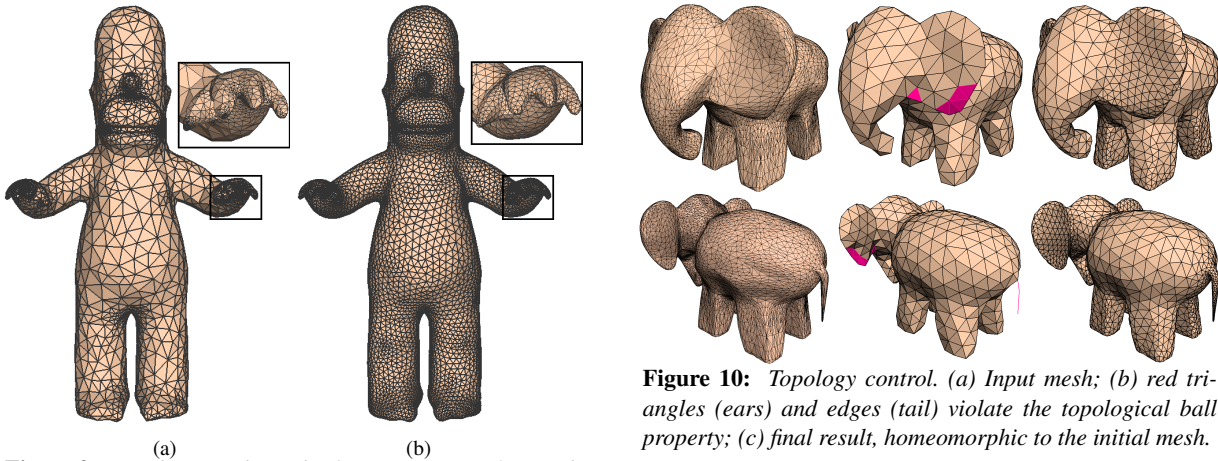 (a)
(b)
Figure 10: Topology control. (a) Input mesh; (b) red tri-
angles (ears) and edges (tail) violate the topological ball
property; (c) final result, homeomorphic to the initial mesh.